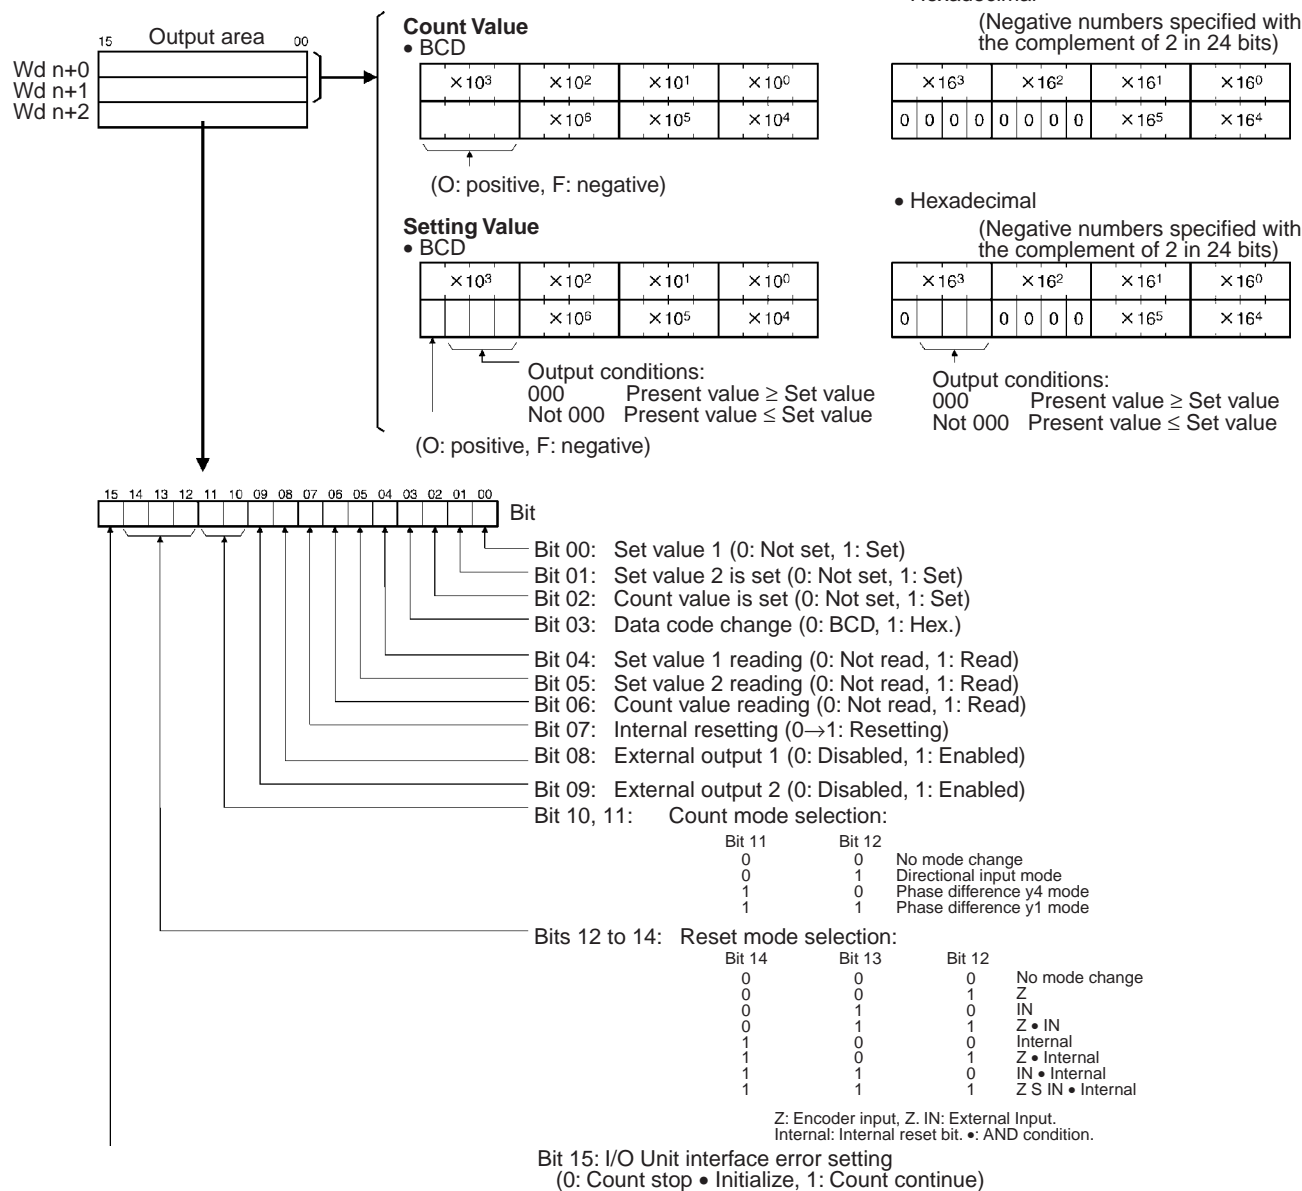 Hexadecimal
(Negative numbers specified with
the complement of 2 in 24 bits)
15 Output area 00
Wd n+0
Wd n+1
Wd n+2
Count Value
• BCD
×10³ ×10² ×10¹ ×10⁰
×10⁶ ×10⁵ ×10⁴
(O: positive, F: negative)
×16³ ×16² ×16¹ ×16⁰
0 0 0 0 0 0 0 0 ×16⁵ ×16⁴
Setting Value
• BCD
×10³ ×10² ×10¹ ×10⁰
×10⁶ ×10⁵ ×10⁴
Output conditions:
000 Present value ≥ Set value
Not 000 Present value ≤ Set value
(O: positive, F: negative)
• Hexadecimal
(Negative numbers specified with
the complement of 2 in 24 bits)
×16³ ×16² ×16¹ ×16⁰
0 0 0 0 0 ×16⁵ ×16⁴
Output conditions:
000 Present value ≥ Set value
Not 000 Present value ≤ Set value
15 14 13 12 11 10 09 08 07 06 05 04 03 02 01 00
Bit
Bit 00: Set value 1 (0: Not set, 1: Set)
Bit 01: Set value 2 is set (0: Not set, 1: Set)
Bit 02: Count value is set (0: Not set, 1: Set)
Bit 03: Data code change (0: BCD, 1: Hex.)
Bit 04: Set value 1 reading (0: Not read, 1: Read)
Bit 05: Set value 2 reading (0: Not read, 1: Read)
Bit 06: Count value reading (0: Not read, 1: Read)
Bit 07: Internal resetting (0→1: Resetting)
Bit 08: External output 1 (0: Disabled, 1: Enabled)
Bit 09: External output 2 (0: Disabled, 1: Enabled)
Bit 10, 11: Count mode selection:
Bit 11 Bit 12
0 0 No mode change
0 1 Directional input mode
1 0 Phase difference y4 mode
1 1 Phase difference y1 mode
Bits 12 to 14: Reset mode selection:
Bit 14 Bit 13 Bit 12
0 0 0 No mode change
0 0 1 Z
0 1 0 IN
0 1 1 Z • IN
1 0 0 Internal
1 0 1 Z • Internal
1 1 0 IN • Internal
1 1 1 Z S IN • Internal
Z: Encoder input, Z. IN: External Input.
Internal: Internal reset bit. •: AND condition.
Bit 15: I/O Unit interface error setting
(0: Count stop • Initialize, 1: Count continue)